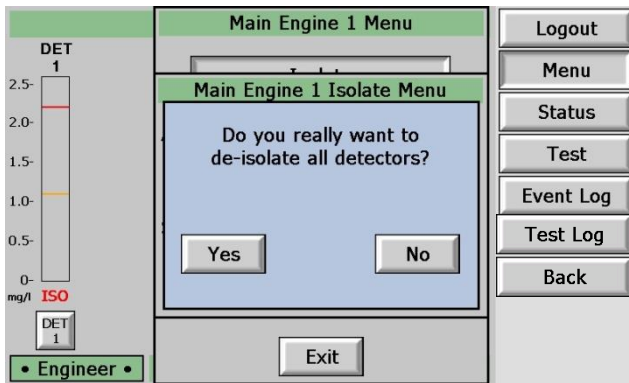 Main Engine 1 Menu
DET
1
2.5-
2.0-
1.5-
1.0-
0.5-
0-
mg/l
ISO
DET
1
• Engineer •
Main Engine 1 Isolate Menu
Do you really want to
de-isolate all detectors?
Yes
No
Exit
Logout
Menu
Status
Test
Event Log
Test Log
Back